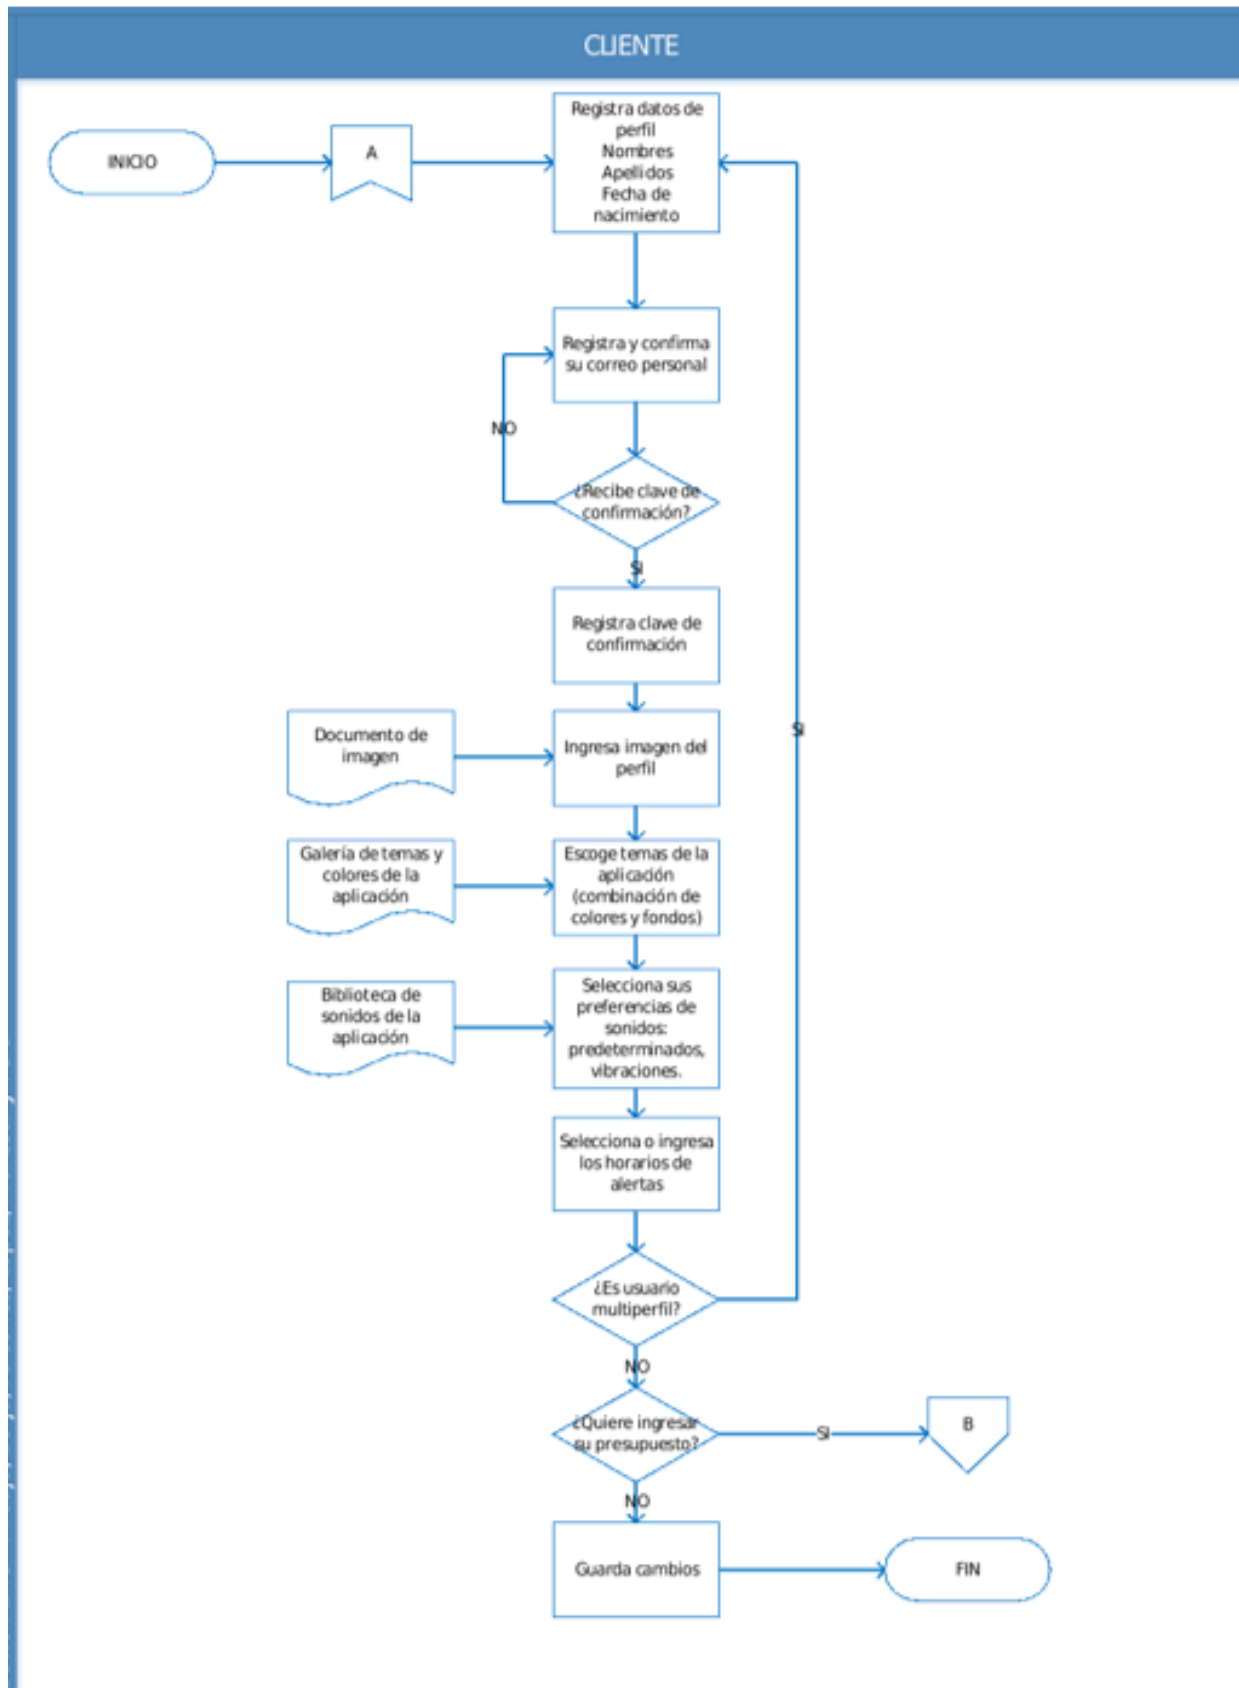 CLIENTE
INICIO
A
Registra datos de
perfil
Nombres
Apellidos
Fecha de
nacimiento
Registra y confirma
su correo personal
NO
¿Recibe clave de
confirmación?
SI
Registra clave de
confirmación
Documento de
imagen
Ingresa imagen del
perfil
SI
Galería de temas y
colores de la
aplicación
Escoge temas de la
aplicación
(combinación de
colores y fondos)
Biblioteca de
sonidos de la
aplicación
Selecciona sus
preferencias de
sonidos:
predeterminados,
vibraciones.
Selecciona o ingresa
los horarios de
alertas
¿Es usuario
multiperfil?
NO
¿Quiere ingresar
su presupuesto?
SI
B
NO
Guarda cambios
FIN